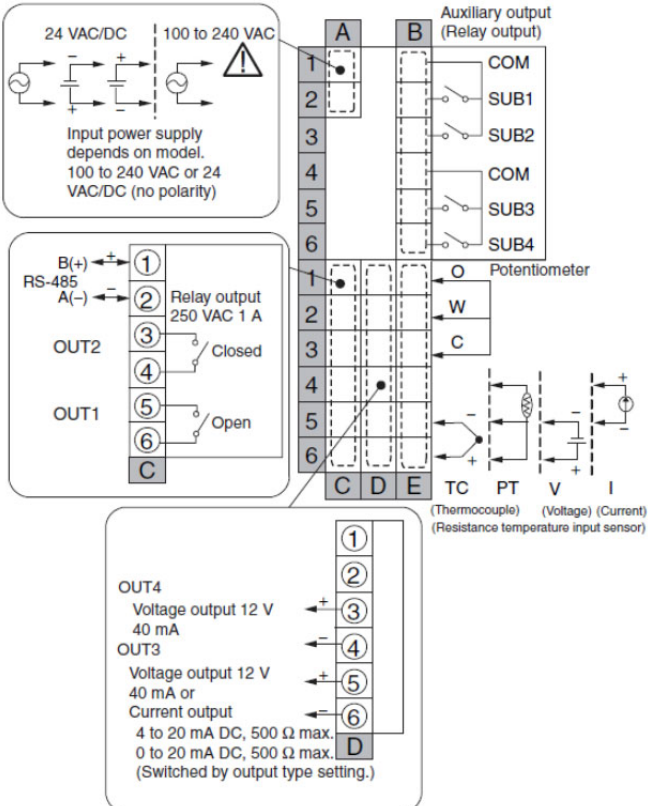 24 VAC/DC
100 to 240 VAC
− +
+ −
Input power supply
depends on model.
100 to 240 VAC or 24
VAC/DC (no polarity)
A
B
Auxiliary output
(Relay output)
1
2
3
4
5
6
COM
SUB1
SUB2
COM
SUB3
SUB4
1
2
3
4
5
6
C D E
Potentiometer
O
W
C
−
+
−
+
+
−
TC PT V I
(Thermocouple) (Voltage) (Current)
(Resistance temperature input sensor)
B(+) + 1
RS-485
A(−) − 2
Relay output
250 VAC 1 A
OUT2
3
Closed
4
OUT1
5
Open
6
C
1
2
OUT4
Voltage output 12 V + 3
40 mA
− 4
OUT3
Voltage output 12 V + 5
40 mA or
Current output − 6
4 to 20 mA DC, 500 Ω max.
0 to 20 mA DC, 500 Ω max.
D
(Switched by output type setting.)